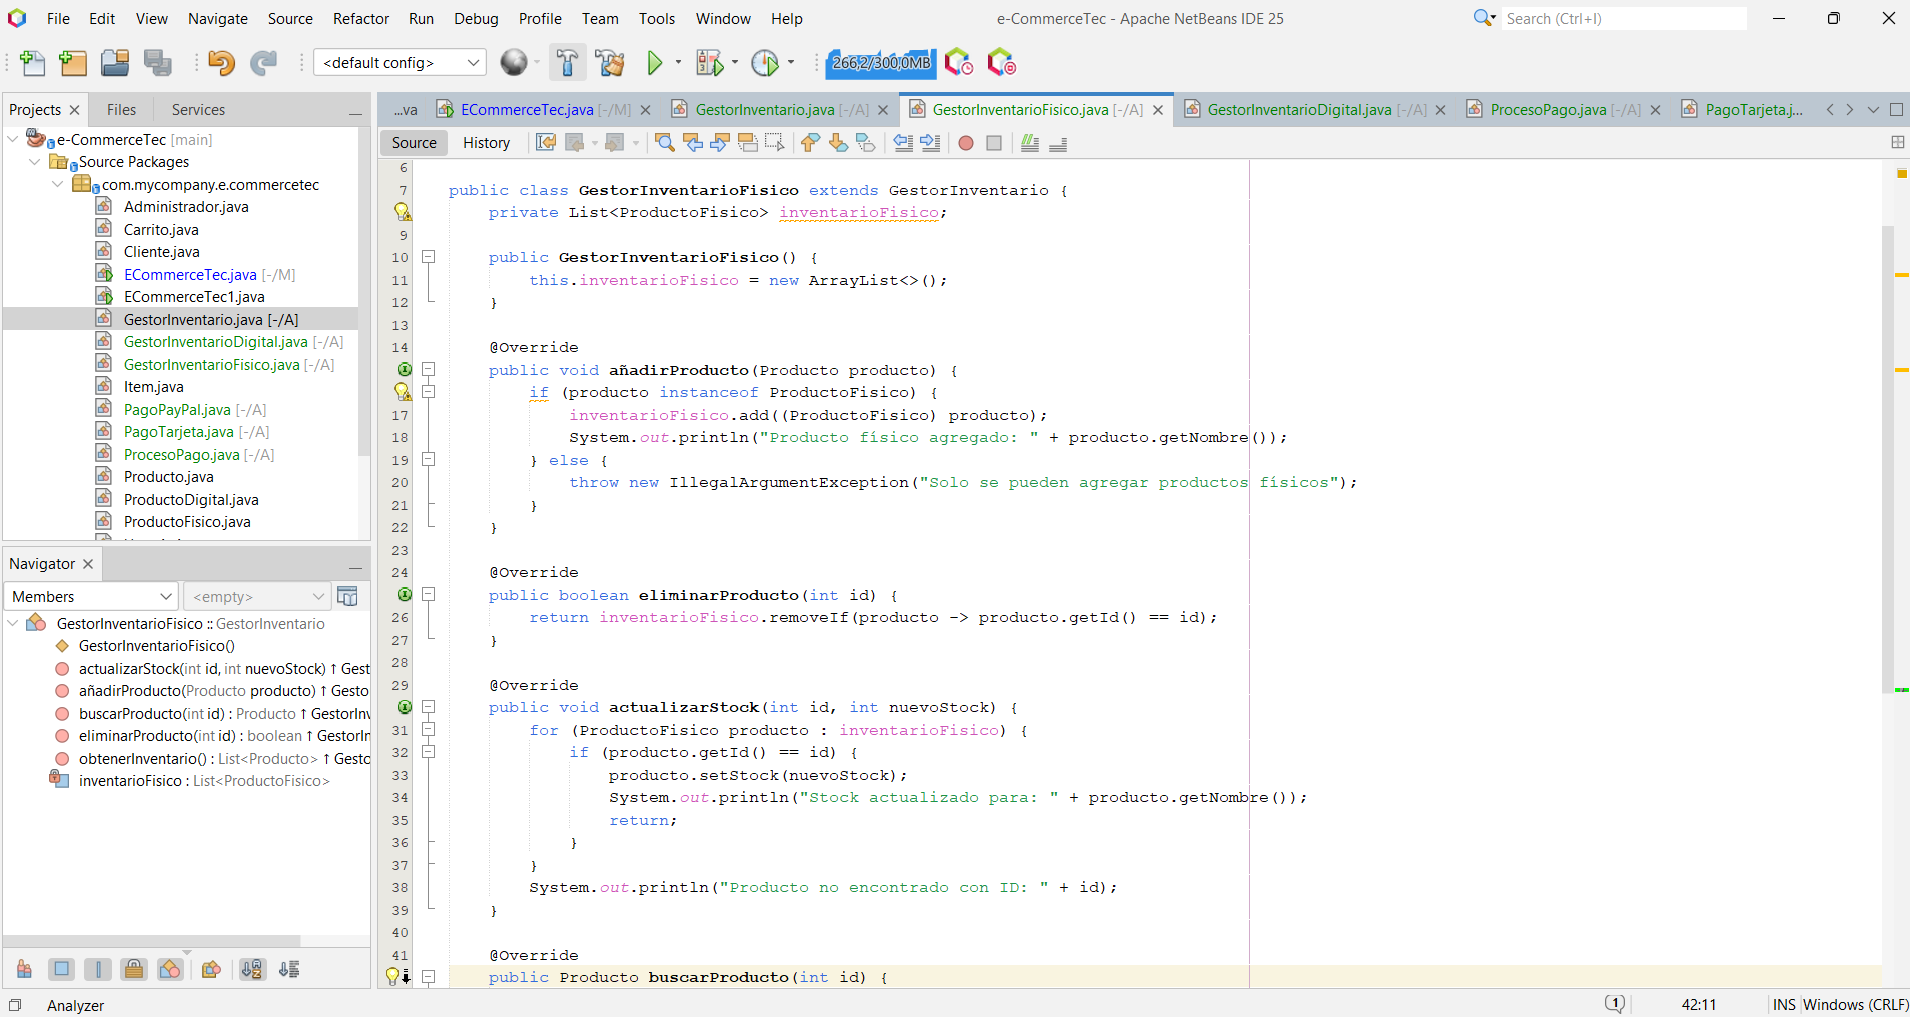 File Edit View Navigate Source Refactor Run Debug Profile Team Tools Window Help
e-CommerceTec - Apache NetBeans IDE 25
Search (Ctrl+I)
<default config>
266,2/300,0MB
Projects Files Services
...va ECommerceTec.java [-/M] GestorInventario.java [-/A] GestorInventarioFisico.java [-/A] GestorInventarioDigital.java [-/A] ProcesoPago.java [-/A] PagoTarjeta.j...
Source History
e-CommerceTec [main]
Source Packages
com.mycompany.e.commercetec
Administrador.java
Carrito.java
Cliente.java
ECommerceTec.java [-/M]
ECommerceTec1.java
GestorInventario.java [-/A]
GestorInventarioDigital.java [-/A]
GestorInventarioFisico.java [-/A]
Item.java
PagoPayPal.java [-/A]
PagoTarjeta.java [-/A]
ProcesoPago.java [-/A]
Producto.java
ProductoDigital.java
ProductoFisico.java
Navigator
Members <empty>
GestorInventarioFisico :: GestorInventario
GestorInventarioFisico()
actualizarStock(int id, int nuevoStock) ↑ Gest
añadirProducto(Producto producto) ↑ Gesto
buscarProducto(int id) : Producto ↑ GestorInv
eliminarProducto(int id) : boolean ↑ GestorIn
obtenerInventario() : List<Producto> ↑ Gesto
inventarioFisico : List<ProductoFisico>
6
7 public class GestorInventarioFisico extends GestorInventario {
private List<ProductoFisico> inventarioFisico;
9
10 public GestorInventarioFisico() {
11 this.inventarioFisico = new ArrayList<>();
12 }
13
14 @Override
public void añadirProducto(Producto producto) {
if (producto instanceof ProductoFisico) {
17 inventarioFisico.add((ProductoFisico) producto);
18 System.out.println("Producto físico agregado: " + producto.getNombre());
19 } else {
20 throw new IllegalArgumentException("Solo se pueden agregar productos físicos");
21 }
22 }
23
24 @Override
public boolean eliminarProducto(int id) {
26 return inventarioFisico.removeIf(producto -> producto.getId() == id);
27 }
28
29 @Override
public void actualizarStock(int id, int nuevoStock) {
31 for (ProductoFisico producto : inventarioFisico) {
32 if (producto.getId() == id) {
33 producto.setStock(nuevoStock);
34 System.out.println("Stock actualizado para: " + producto.getNombre());
35 return;
36 }
37 }
38 System.out.println("Producto no encontrado con ID: " + id);
39 }
40
41 @Override
public Producto buscarProducto(int id) {
Analyzer
1 42:11 INS Windows (CRLF)